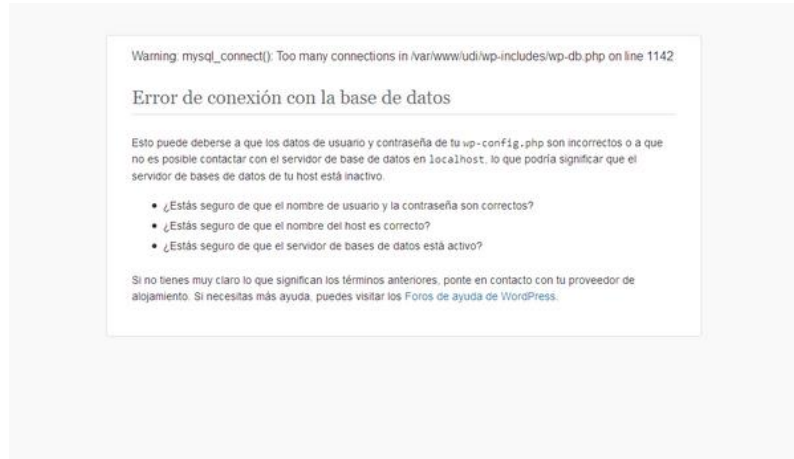 Warning: mysql_connect(): Too many connections in /var/www/udi/wp-includes/wp-db.php on line 1142
Error de conexión con la base de datos
Esto puede deberse a que los datos de usuario y contraseña de tu wp-config.php son incorrectos o a que
no es posible contactar con el servidor de base de datos en localhost, lo que podría significar que el
servidor de bases de datos de tu host está inactivo.
• ¿Estás seguro de que el nombre de usuario y la contraseña son correctos?
• ¿Estás seguro de que el nombre del host es correcto?
• ¿Estás seguro de que el servidor de bases de datos está activo?
Si no tienes muy claro lo que significan los términos anteriores, ponte en contacto con tu proveedor de
alojamiento. Si necesitas más ayuda, puedes visitar los Foros de ayuda de WordPress.